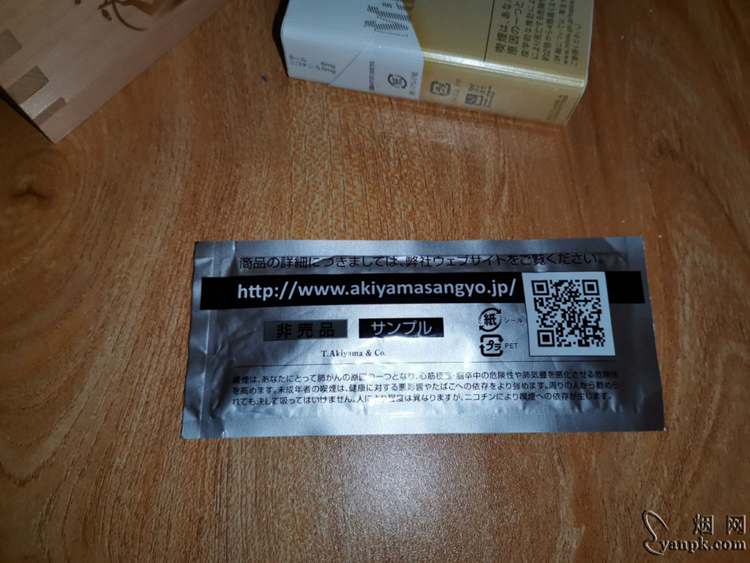 商品の詳細につきましては、弊社ウェブサイトをご覧ください。
http://www.akiyamasangyo.jp/
非売品 サンプル
紙 シール
プラ PET
T.Akiyama & Co.
喫煙は、あなたにとって肺がんの原因の一つとなり、心筋梗塞・脳卒中の危険性や肺気腫を悪化させる危険性
を高めます。未成年者の喫煙は、健康に対する悪影響やたばこへの依存をより強めます。周りの人から勧めら
れても決して吸ってはいけません。人により程度は異なりますが、ニコチンにより喫煙への依存が生じます。
烟网
yanpk.com